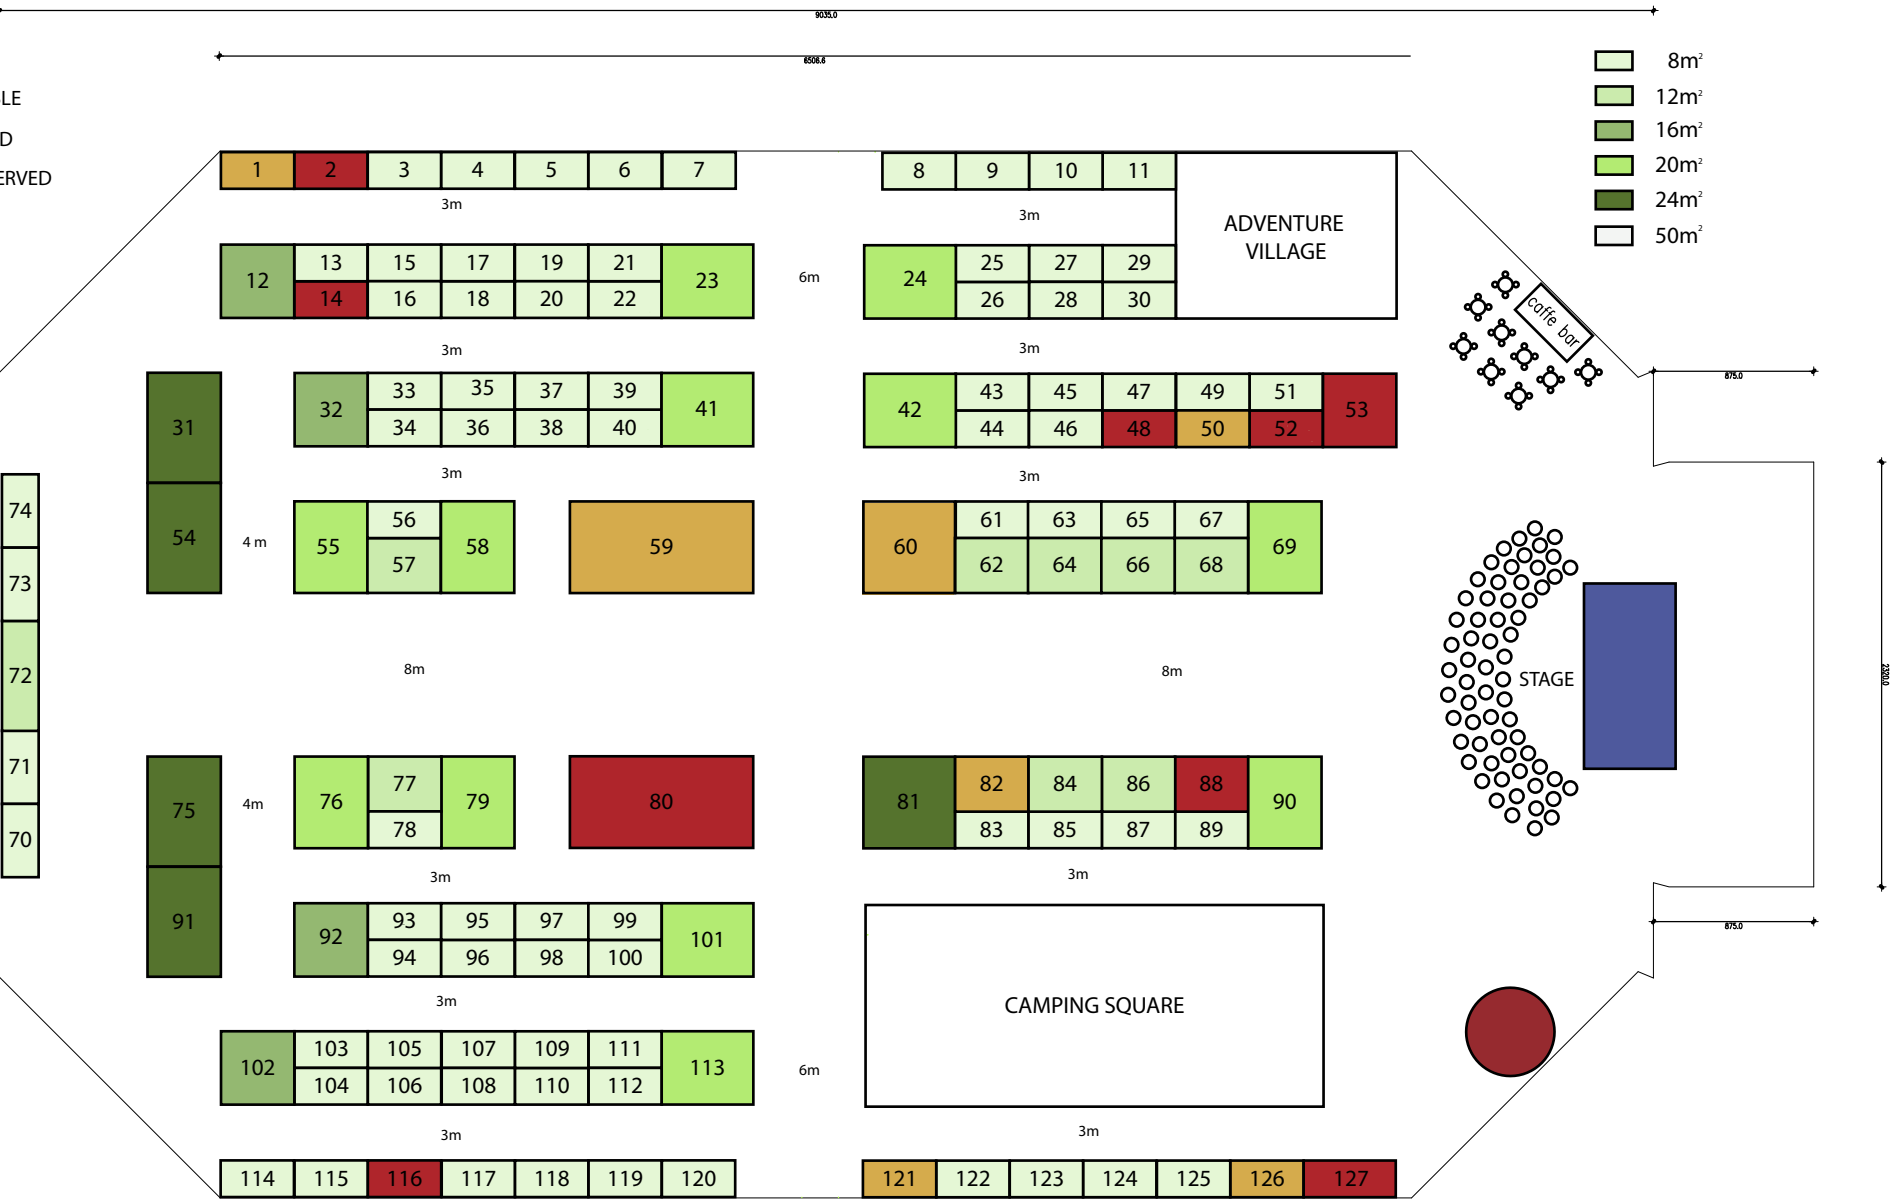 9035.0
6506.6
8m²
12m²
16m²
20m²
24m²
50m²
LE
D
ERVED
1 2 3 4 5 6 7
8 9 10 11
3m
3m
ADVENTURE
VILLAGE
12 13 15 17 19 21 23
14 16 18 20 22
6m
24 25 27 29
26 28 30
caffe bar
3m
3m
875.0
31 32 33 35 37 39 41
34 36 38 40
42 43 45 47 49 51 53
44 46 48 50 52
3m
3m
74
73
72
71
70
54
4 m
55 56 58 59
57
60 61 63 65 67 69
62 64 66 68
8m
8m
STAGE
2320.0
75
4m
76 77 79 80
78
81 82 84 86 88 90
83 85 87 89
3m
3m
91
92 93 95 97 99 101
94 96 98 100
875.0
3m
CAMPING SQUARE
102 103 105 107 109 111 113
104 106 108 110 112
6m
3m
3m
114 115 116 117 118 119 120
121 122 123 124 125 126 127